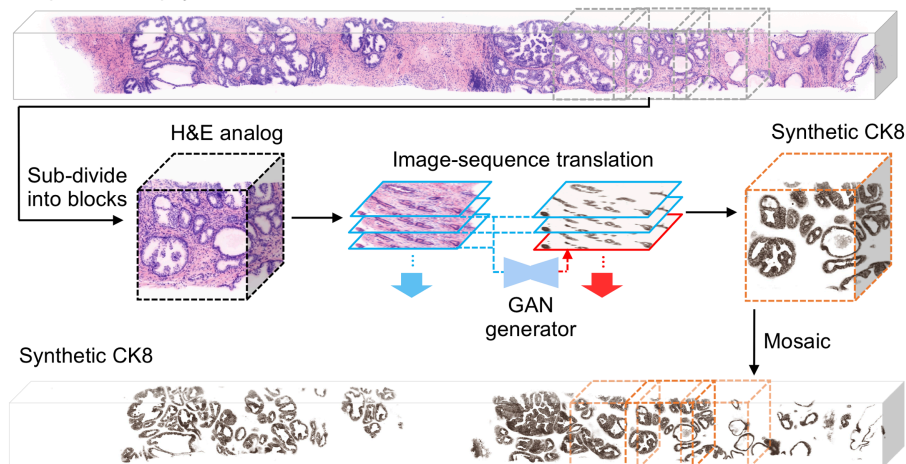 H&E analog
Synthetic CK8
Image-sequence translation
Sub-divide
into blocks
GAN
generator
Mosaic
Synthetic CK8